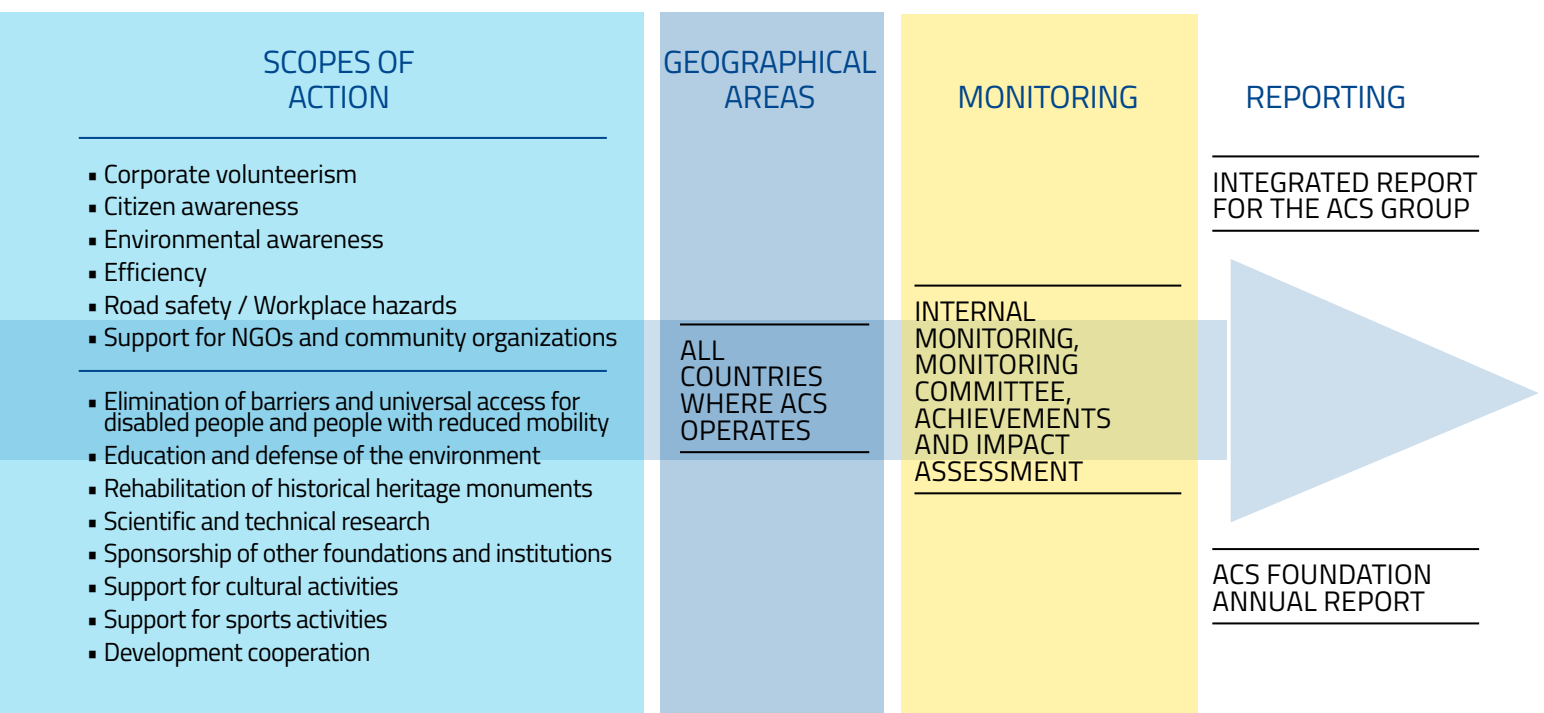 SCOPES OF
ACTION
▪ Corporate volunteerism
▪ Citizen awareness
▪ Environmental awareness
▪ Efficiency
▪ Road safety / Workplace hazards
▪ Support for NGOs and community organizations
▪ Elimination of barriers and universal access for
disabled people and people with reduced mobility
▪ Education and defense of the environment
▪ Rehabilitation of historical heritage monuments
▪ Scientific and technical research
▪ Sponsorship of other foundations and institutions
▪ Support for cultural activities
▪ Support for sports activities
▪ Development cooperation
GEOGRAPHICAL
AREAS
ALL
COUNTRIES
WHERE ACS
OPERATES
MONITORING
INTERNAL
MONITORING,
MONITORING
COMMITTEE,
ACHIEVEMENTS
AND IMPACT
ASSESSMENT
REPORTING
INTEGRATED REPORT
FOR THE ACS GROUP
ACS FOUNDATION
ANNUAL REPORT